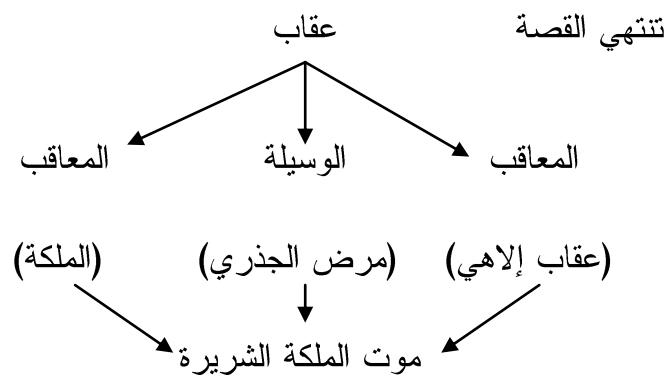 تنتهي القصة عقاب
المعاقب الوسيلة المعاقب
(عقاب إلاهي) (مرض الجذري) (الملكة)
موت الملكة الشريرة